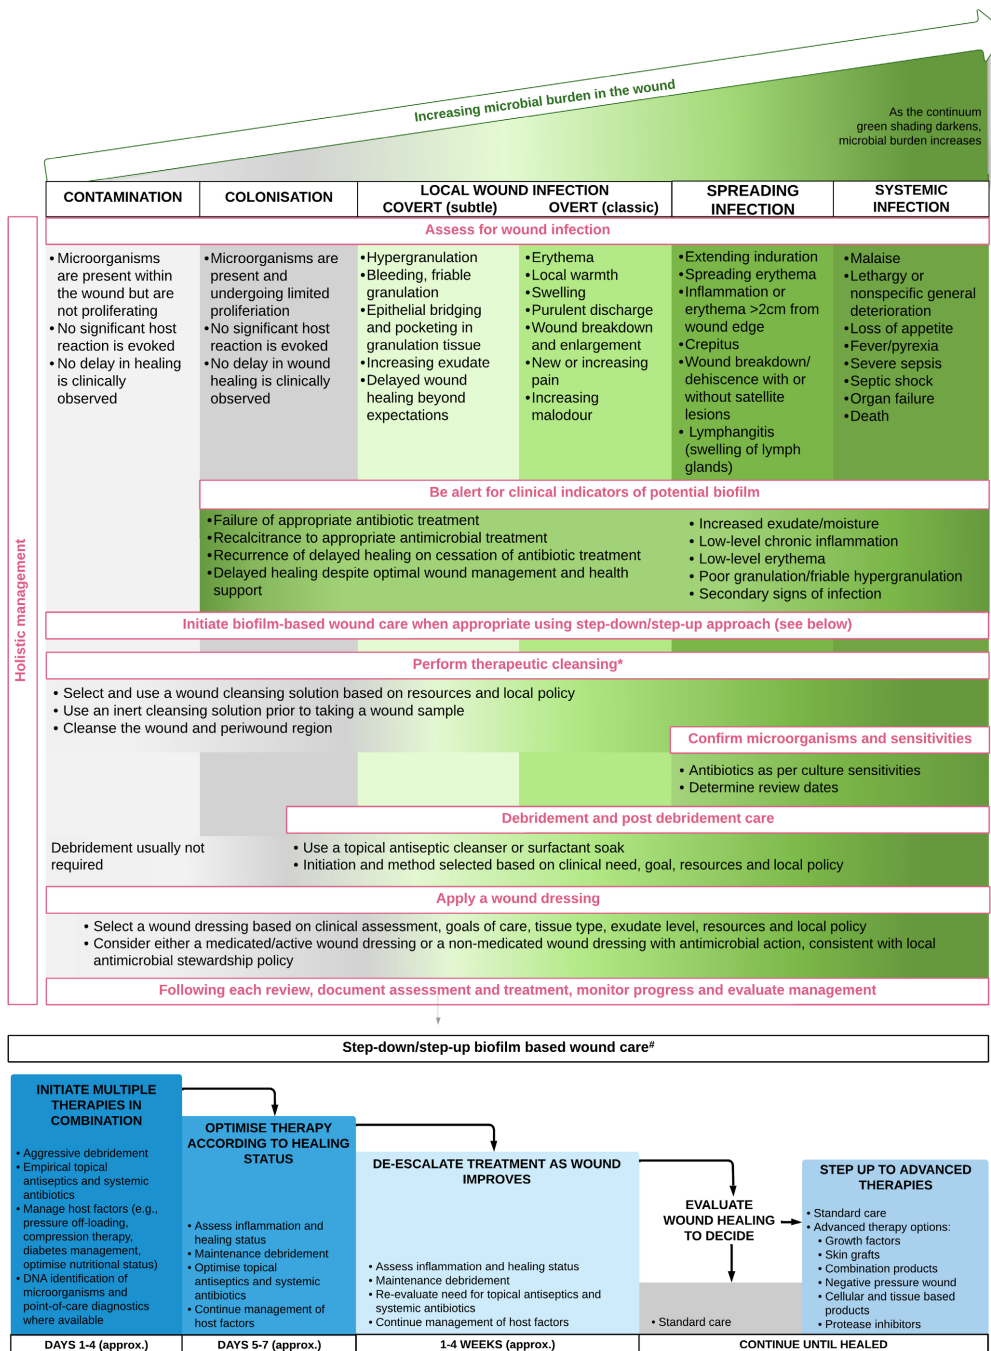 Increasing microbial burden in the wound
As the continuum
green shading darkens,
microbial burden increases
CONTAMINATION
COLONISATION
LOCAL WOUND INFECTION
COVERT (subtle) OVERT (classic)
SPREADING
INFECTION
SYSTEMIC
INFECTION
Holistic management
Assess for wound infection
•Microorganisms
are present within
the wound but are
not proliferating
•No significant host
reaction is evoked
•No delay in healing
is clinically
observed
•Microorganisms are
present and
undergoing limited
proliferiation
•No significant host
reaction is evoked
•No delay in wound
healing is clinically
observed
•Hypergranulation
•Bleeding, friable
granulation
•Epithelial bridging
and pocketing in
granulation tissue
•Increasing exudate
•Delayed wound
healing beyond
expectations
•Erythema
•Local warmth
•Swelling
•Purulent discharge
•Wound breakdown
and enlargement
•New or increasing
pain
•Increasing
malodour
•Extending induration
•Spreading erythema
•Inflammation or
erythema >2cm from
wound edge
•Crepitus
•Wound breakdown/
dehiscence with or
without satellite
lesions
• Lymphangitis
(swelling of lymph
glands)
•Malaise
•Lethargy or
nonspecific general
deterioration
•Loss of appetite
•Fever/pyrexia
•Severe sepsis
•Septic shock
•Organ failure
•Death
Be alert for clinical indicators of potential biofilm
•Failure of appropriate antibiotic treatment
•Recalcitrance to appropriate antimicrobial treatment
•Recurrence of delayed healing on cessation of antibiotic treatment
•Delayed healing despite optimal wound management and health
support
• Increased exudate/moisture
• Low-level chronic inflammation
• Low-level erythema
• Poor granulation/friable hypergranulation
• Secondary signs of infection
Initiate biofilm-based wound care when appropriate using step-down/step-up approach (see below)
Perform therapeutic cleansing*
• Select and use a wound cleansing solution based on resources and local policy
• Use an inert cleansing solution prior to taking a wound sample
• Cleanse the wound and periwound region
Confirm microorganisms and sensitivities
• Antibiotics as per culture sensitivities
• Determine review dates
Debridement and post debridement care
Debridement usually not
required
• Use a topical antiseptic cleanser or surfactant soak
• Initiation and method selected based on clinical need, goal, resources and local policy
Apply a wound dressing
• Select a wound dressing based on clinical assessment, goals of care, tissue type, exudate level, resources and local policy
• Consider either a medicated/active wound dressing or a non-medicated wound dressing with antimicrobial action, consistent with local
antimicrobial stewardship policy
Following each review, document assessment and treatment, monitor progress and evaluate management
Step-down/step-up biofilm based wound care#
INITIATE MULTIPLE
THERAPIES IN
COMBINATION
• Aggressive debridement
• Empirical topical
antiseptics and systemic
antibiotics
• Manage host factors (e.g.,
pressure off-loading,
compression therapy,
diabetes management,
optimise nutritional status)
• DNA identification of
microorganisms and
point-of-care diagnostics
where available
DAYS 1-4 (approx.)
OPTIMISE THERAPY
ACCORDING TO HEALING
STATUS
• Assess inflammation and
healing status
• Maintenance debridement
• Optimise topical
antiseptics and systemic
antibiotics
• Continue management of
host factors
DAYS 5-7 (approx.)
DE-ESCALATE TREATMENT AS WOUND
IMPROVES
• Assess inflammation and healing status
• Maintenance debridement
• Re-evaluate need for topical antiseptics and
systemic antibiotics
• Continue management of host factors
1-4 WEEKS (approx.)
EVALUATE
WOUND HEALING
TO DECIDE
• Standard care
STEP UP TO ADVANCED
THERAPIES
• Standard care
• Advanced therapy options:
• Growth factors
• Skin grafts
• Combination products
• Negative pressure wound
• Cellular and tissue based
products
• Protease inhibitors
CONTINUE UNTIL HEALED